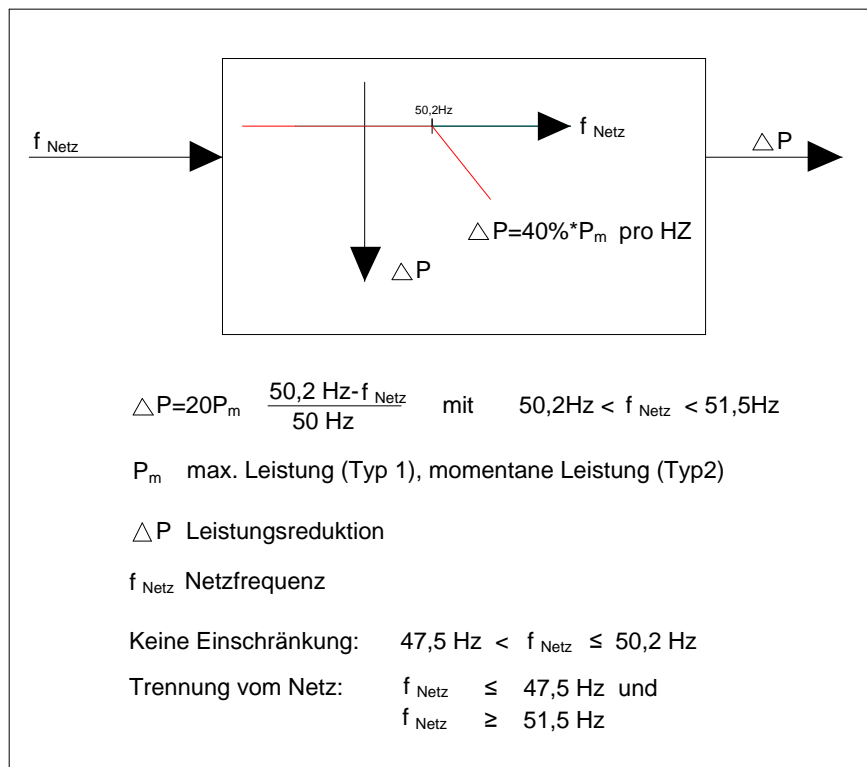 50,2Hz
f Netz
f Netz
△P
△P=40%*Pm pro HZ
△P
△P=20Pm 50,2 Hz-f Netz mit 50,2Hz < f Netz < 51,5Hz
50 Hz
Pm max. Leistung (Typ 1), momentane Leistung (Typ2)
△P Leistungsreduktion
f Netz Netzfrequenz
Keine Einschränkung: 47,5 Hz < f Netz ≤ 50,2 Hz
Trennung vom Netz: f Netz ≤ 47,5 Hz und
f Netz ≥ 51,5 Hz